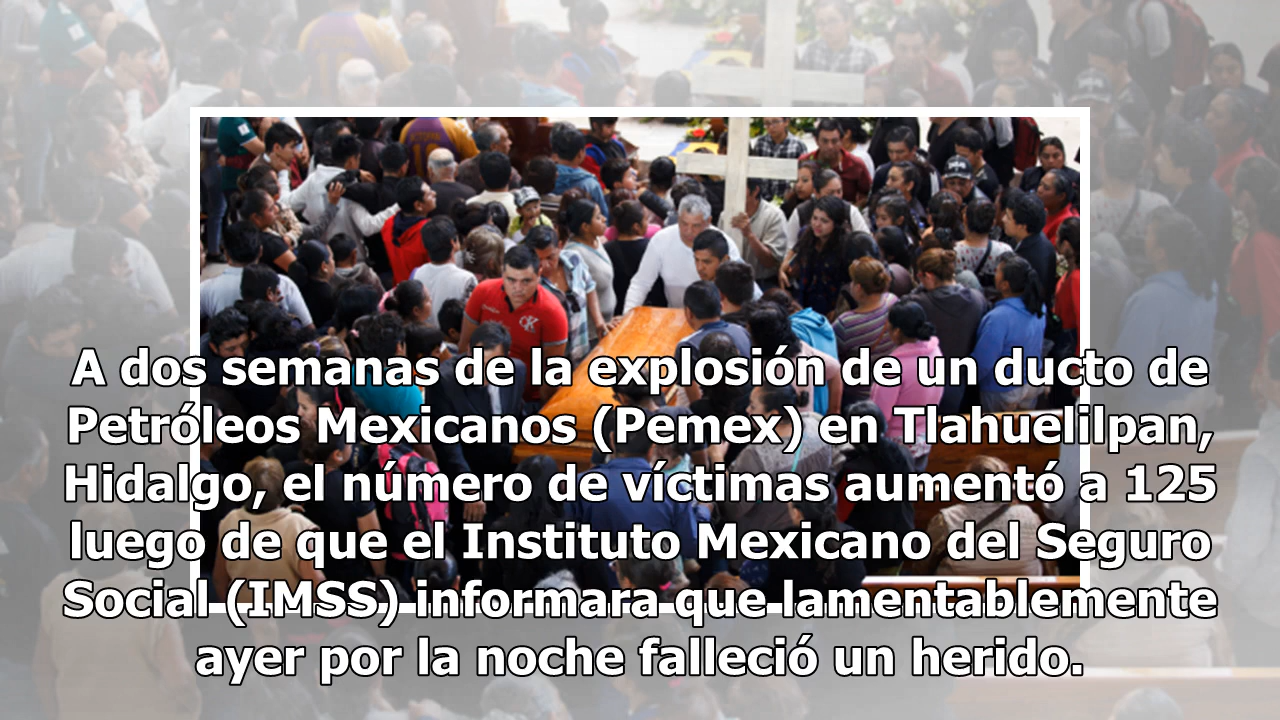 A dos semanas de la explosión de un ducto de
Petróleos Mexicanos (Pemex) en Tlahuelilpan,
Hidalgo, el número de víctimas aumentó a 125
luego de que el Instituto Mexicano del Seguro
Social (IMSS) informara que lamentablemente
ayer por la noche falleció un herido.